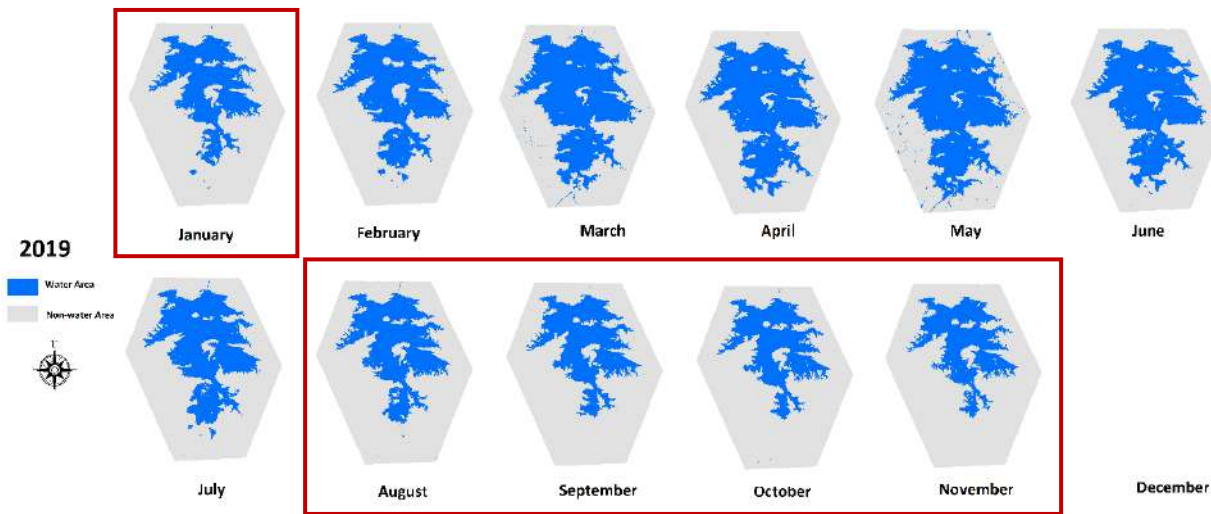 January
February
March
April
May
June
2019
Water Area
Non-water Area
July
August
September
October
November
December